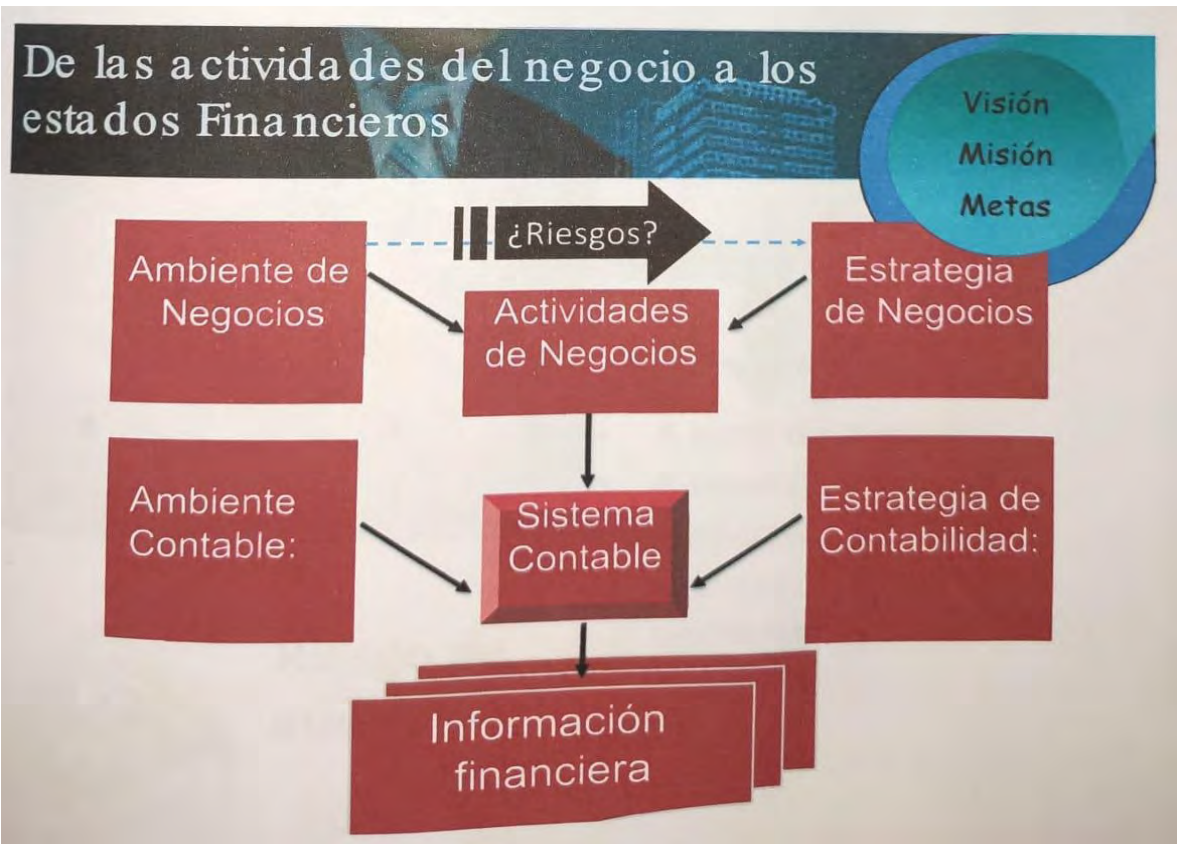 De las actividades del negocio a los
estados Financieros
Visión
Misión
Metas
¿Riesgos?
Ambiente de
Negocios
Actividades
de Negocios
Estrategia
de Negocios
Ambiente
Contable:
Sistema
Contable
Estrategia de
Contabilidad:
Información
financiera